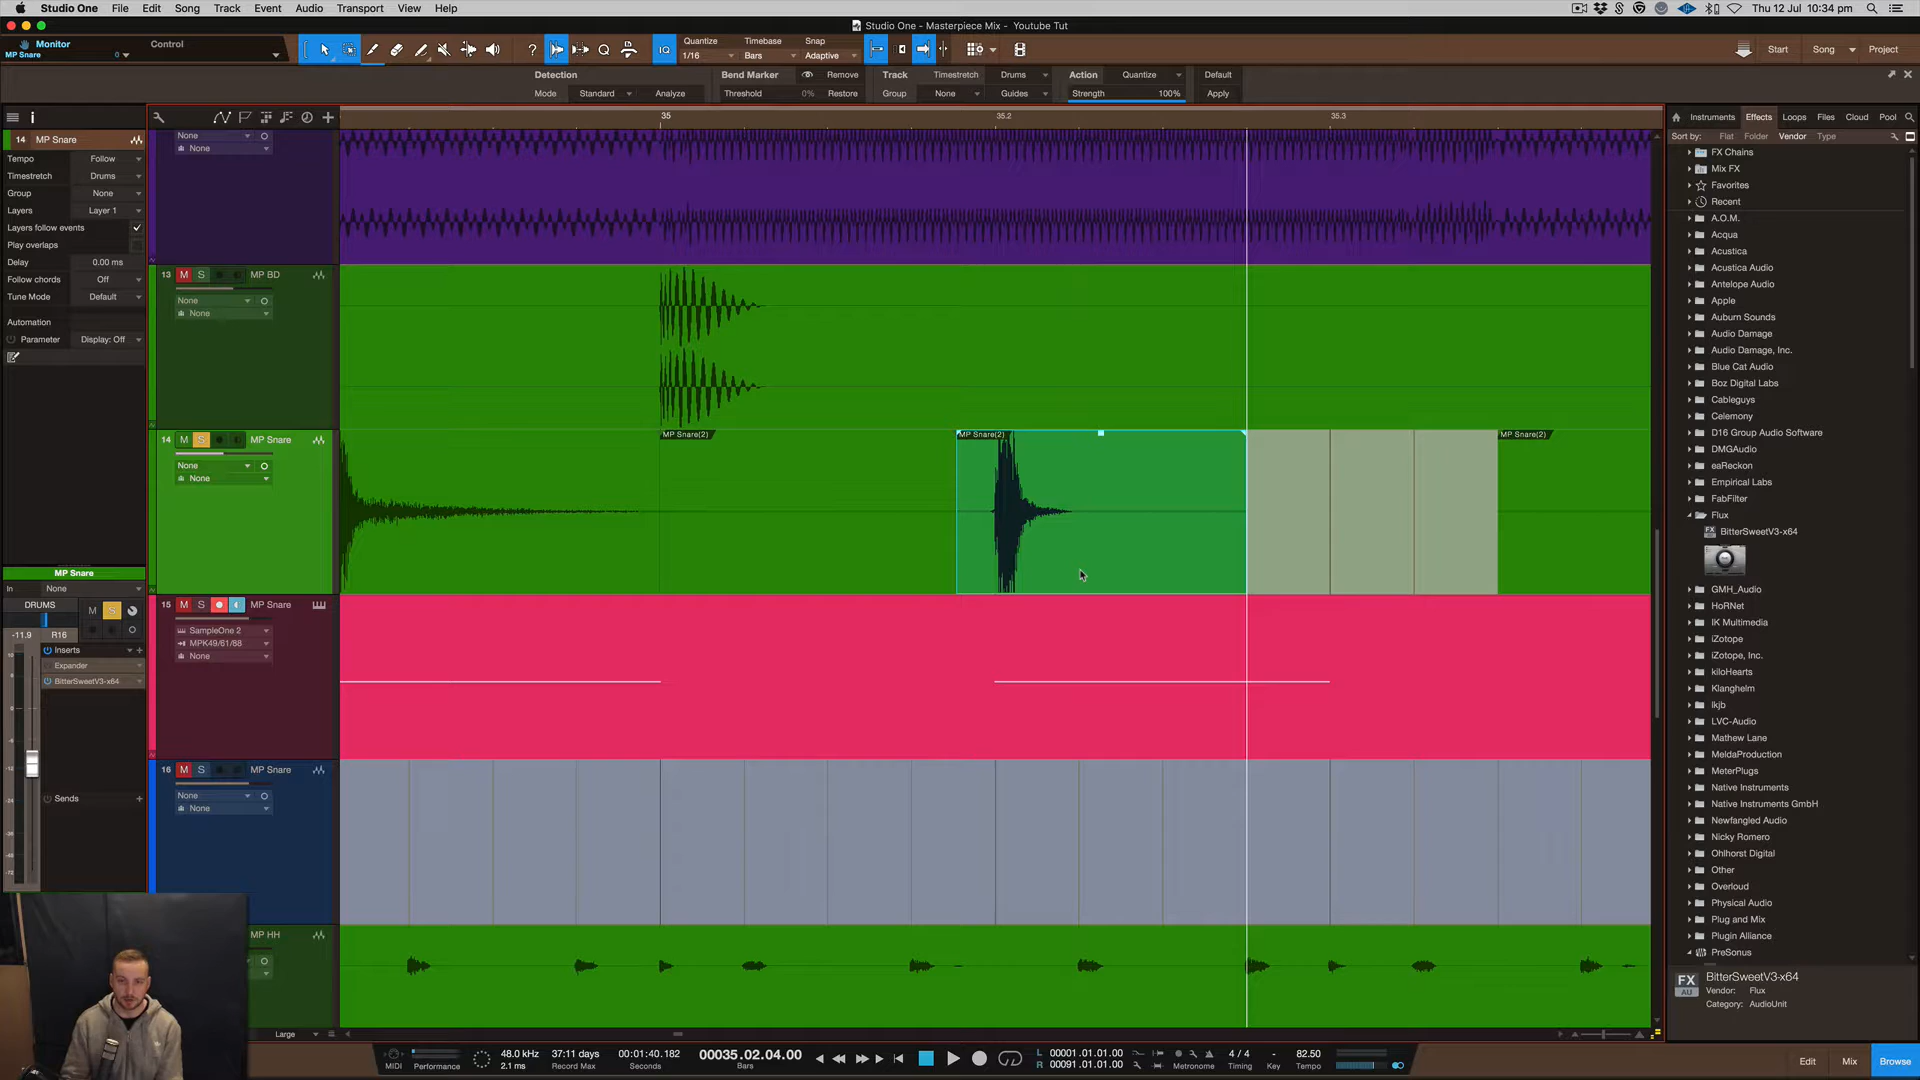 Studio One File Edit Song Track Event Audio Transport View Help
Thu 12 Jul 10:34 pm
Studio One - Masterpiece Mix - Youtube Tut
Monitor Control
MP Snare 0
Quantize Timebase Snap
1/16 Bars Adaptive
IQ
Start Song Project
Detection Bend Marker Remove Track Timestretch Drums Action Quantize Default
Mode Standard Analyze Threshold 0% Restore Group None Guides Strength 100% Apply
14 MP Snare
Tempo Follow
Timestretch Drums
Group None
Layers Layer 1
Layers follow events
Play overlaps
Delay 0.00 ms
Follow chords Off
Tune Mode Default
Automation
Parameter Display: Off
MP Snare
In None
DRUMS M S
-11.9 R16
Inserts
Expander
BitterSweetV3-x64
Sends
35 35.2 35.3
None
None
13 M S MP BD
None
None
14 M S MP Snare
None
None
MP Snare(2) MP Snare(2) MP Snare(2)
15 M S MP Snare
SampleOne 2
MPK49/61/88
None
16 M S MP Snare
None
None
MP HH
Large
Instruments Effects Loops Files Cloud Pool
Sort by: Flat Folder Vendor Type
FX Chains
Mix FX
Favorites
Recent
A.O.M.
Acqua
Acustica
Acustica Audio
Antelope Audio
Apple
Auburn Sounds
Audio Damage
Audio Damage, Inc.
Blue Cat Audio
Boz Digital Labs
Cableguys
Celemony
D16 Group Audio Software
DMGAudio
eaReckon
Empirical Labs
FabFilter
Flux
BitterSweetV3-x64
GMH_Audio
HoRNet
IK Multimedia
iZotope
iZotope, Inc.
kiloHearts
Klanghelm
lkjb
LVC-Audio
Mathew Lane
MeldaProduction
MeterPlugs
Native Instruments
Native Instruments GmbH
Newfangled Audio
Nicky Romero
Ohlhorst Digital
Other
Overloud
Physical Audio
Plug and Mix
Plugin Alliance
PreSonus
FX AU BitterSweetV3-x64
Vendor: Flux
Category: AudioUnit
MIDI Performance
48.0 kHz
2.1 ms
37:11 days
Record Max
00:01:40.182
Seconds
00035.02.04.00
Bars
L 00001.01.01.00
R 00091.01.01.00
Metronome
4 / 4
Timing
-
Key
82.50
Tempo
Edit Mix Browse